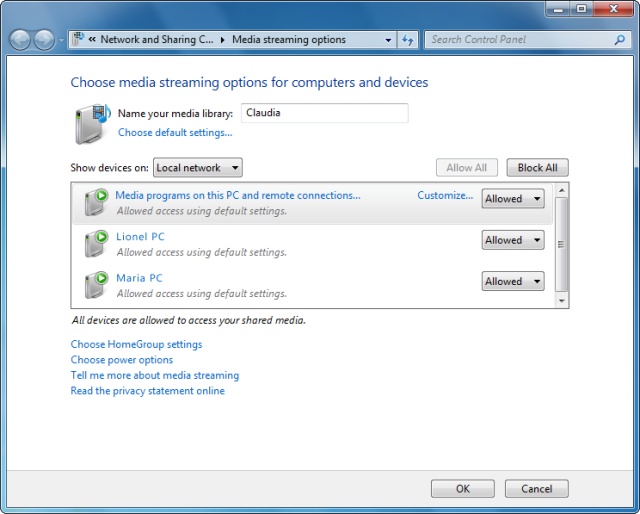 « Network and Sharing C... ▸ Media streaming options
Search Control Panel
Choose media streaming options for computers and devices
Name your media library: Claudia
Choose default settings...
Show devices on: Local network
Allow All Block All
Media programs on this PC and remote connections... Customize... Allowed
Allowed access using default settings.
Lionel PC Allowed
Allowed access using default settings.
Maria PC Allowed
Allowed access using default settings.
All devices are allowed to access your shared media.
Choose HomeGroup settings
Choose power options
Tell me more about media streaming
Read the privacy statement online
OK Cancel